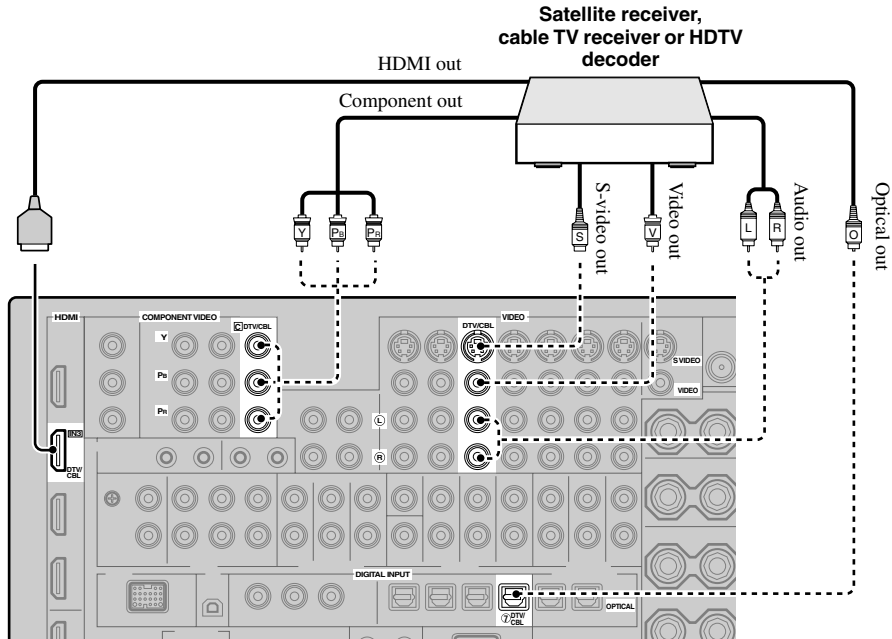 Satellite receiver,
cable TV receiver or HDTV
decoder
HDMI out
Component out
S-video out
Video out
Audio out
Optical out
Y
PB
PR
S
V
L
R
O
HDMI
COMPONENT VIDEO
C DTV/CBL
VIDEO
DTV/CBL
Y
S VIDEO
PB
VIDEO
PR
L
IN3
R
DTV/
CBL
DIGITAL INPUT
OPTICAL
⑦ DTV/
CBL